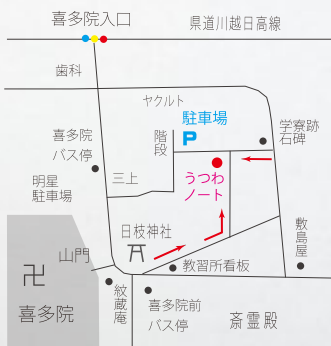 喜多院入口
県道川越日高線
歯科
ヤクルト
駐車場
P
階段
学寮跡
石碑
喜多院
バス停
三上
明星
駐車場
うつわ
ノート
日枝神社
敷島屋
山門
卍
喜多院
教習所看板
紋蔵庵
喜多院前
バス停
斎霊殿